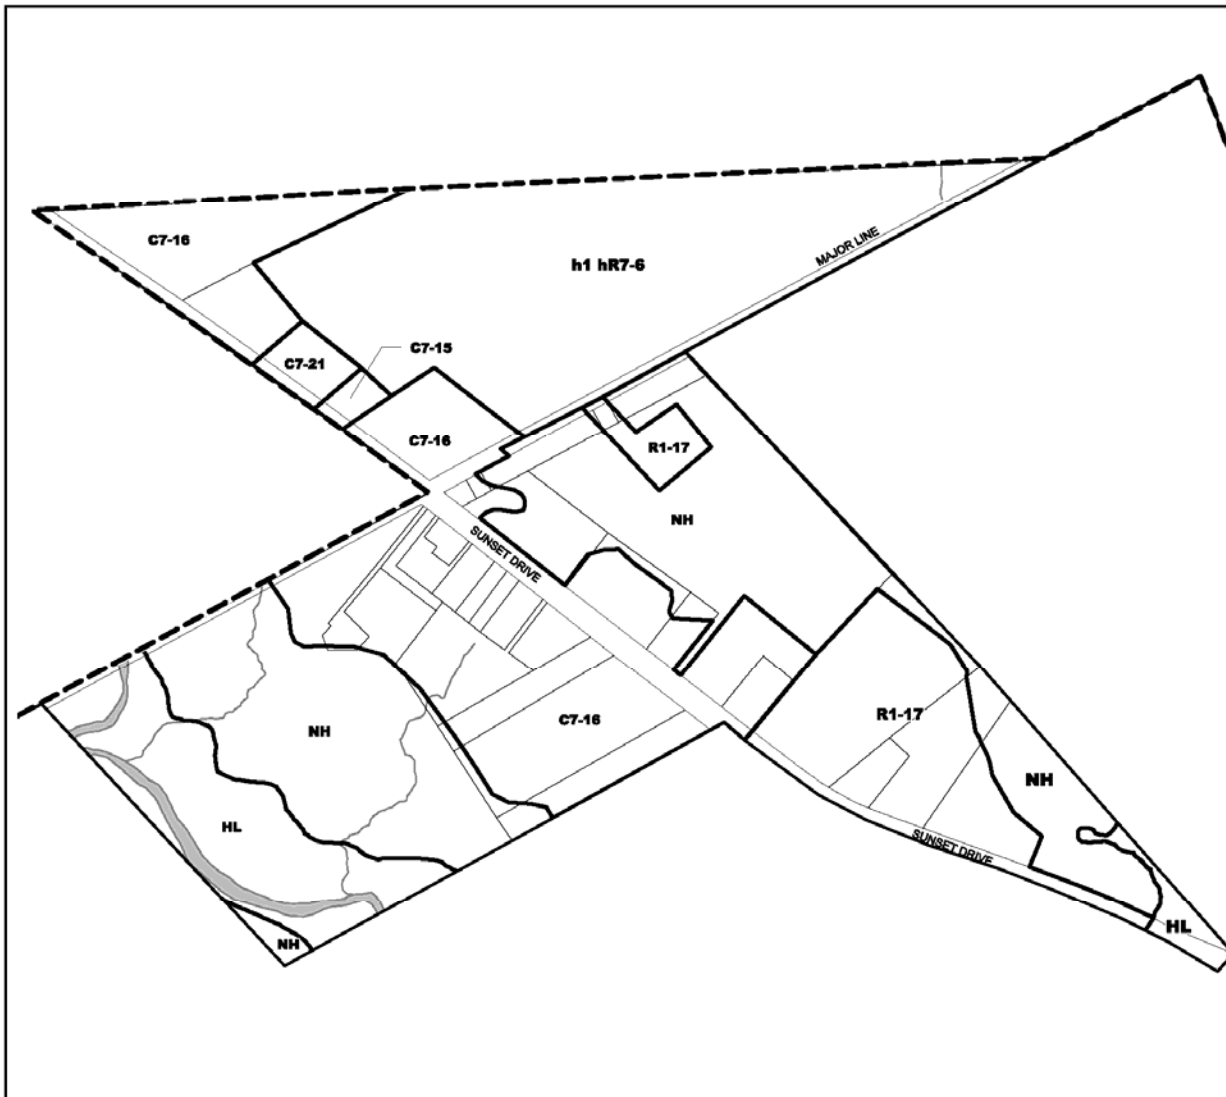 C7-16
h1 hR7-6
MAJOR LINE
C7-15
C7-21
C7-16
R1-17
NH
SUNSET DRIVE
C7-16
R1-17
NH
NH
HL
SUNSET DRIVE
HL
NH